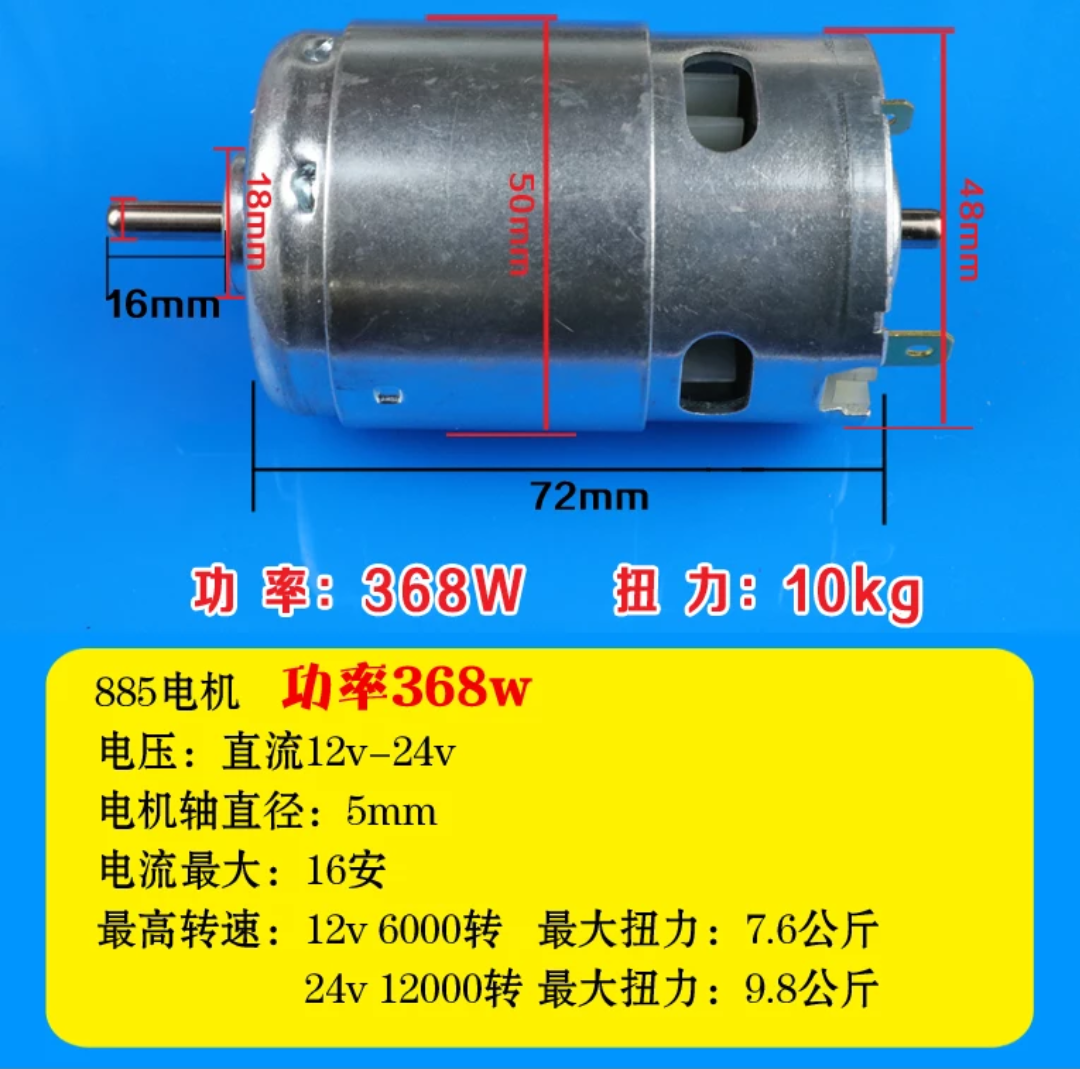 18mm
50mm
48mm
16mm
72mm
功 率: 368W 扭 力: 10kg
885电机 功率368w
电压：直流12v-24v
电机轴直径：5mm
电流最大：16安
最高转速：12v 6000转 最大扭力：7.6公斤
24v 12000转 最大扭力：9.8公斤